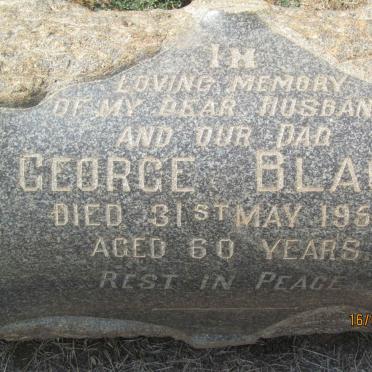 IN
LOVING MEMORY
OF MY DEAR HUSBAN
AND OUR DAD
GEORGE BLA
DIED 31ST MAY 195
AGED 60 YEARS
REST IN PEACE
16/